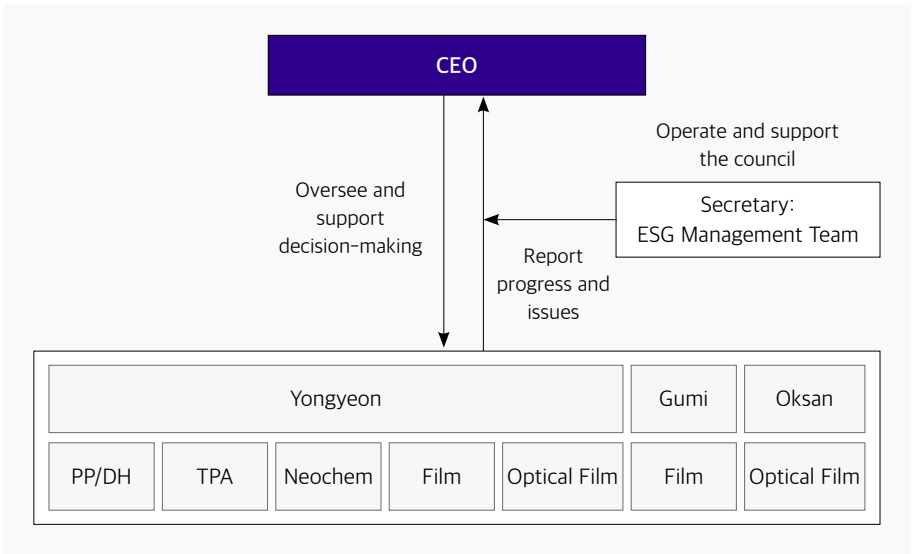 CEO
Operate and support
the council
Oversee and
support
decision-making
Secretary:
ESG Management Team
Report
progress and
issues
Yongyeon
Gumi
Oksan
PP/DH
TPA
Neochem
Film
Optical Film
Film
Optical Film